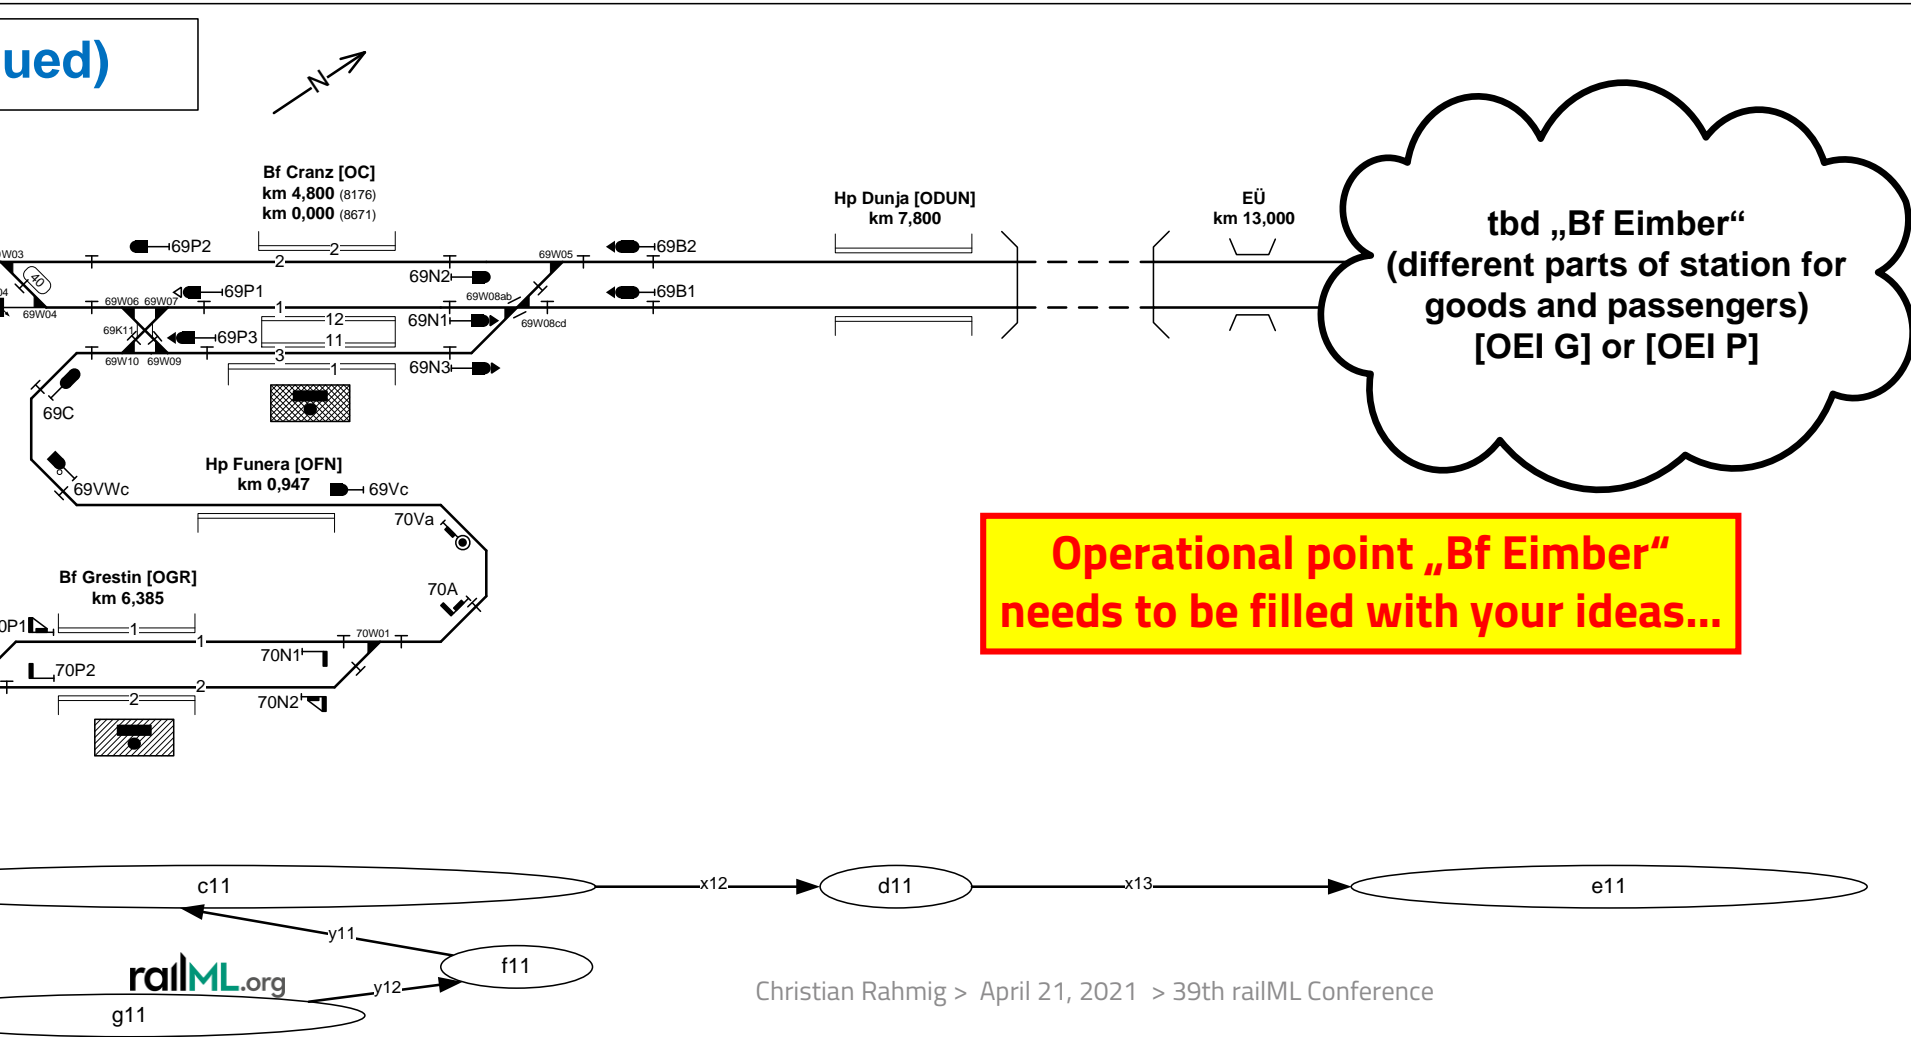 ued)
N
Bf Cranz [OC]
km 4,800 (8176)
km 0,000 (8671)
Hp Dunja [ODUN]
km 7,800
EÜ
km 13,000
tbd „Bf Eimber“
(different parts of station for
goods and passengers)
[OEI G] or [OEI P]
W03
69P2
2
69W05
69B2
2
40
69N2
04
69W04
69W06
69W07
69P1
1
69W08ab
69B1
12
69N1
69W08cd
69K11
69P3
11
3
69W10
69W09
1
69N3
69C
Hp Funera [OFN]
km 0,947
69VWc
69Vc
70Va
Operational point „Bf Eimber“
needs to be filled with your ideas...
Bf Grestin [OGR]
km 6,385
70A
0P1
1
1
70W01
70N1
70P2
2
2
70N2
c11
x12
d11
x13
e11
y11
f11
railML.org
y12
g11
Christian Rahmig > April 21, 2021 > 39th railML Conference